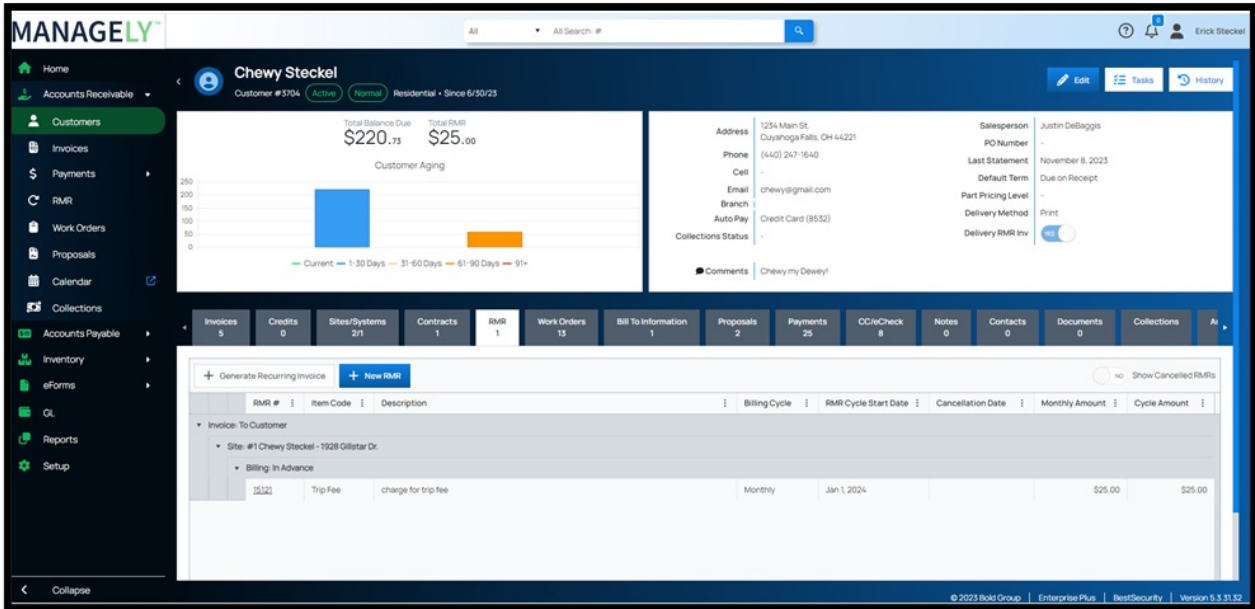 MANAGELY™
All All Search: #
Erick Steckel
Home
Accounts Receivable
Customers
Invoices
Payments
RMR
Work Orders
Proposals
Calendar
Collections
Accounts Payable
Inventory
eForms
GL
Reports
Setup
Collapse
Chewy Steckel
Customer #3704 Active Normal Residential • Since 6/30/23
Edit Tasks History
Total Balance Due Total RMR
$220.73 $25.00
Customer Aging
250
200
150
100
50
0
Current 1-30 Days 31-60 Days 61-90 Days 91+
Address 1234 Main St.
Cuyahoga Falls, OH 44221
Phone (440) 247-1640
Cell -
Email chewy@gmail.com
Branch
Auto Pay Credit Card (8532)
Collections Status -
Comments Chewy my Dewey!
Salesperson Justin DeBaggis
PO Number -
Last Statement November 8, 2023
Default Term Due on Receipt
Part Pricing Level -
Delivery Method Print
Delivery RMR Inv YES
Invoices Credits Sites/Systems Contracts RMR Work Orders Bill To Information Proposals Payments CC/eCheck Notes Contacts Documents Collections
5 0 2/1 1 1 13 1 2 25 8 0 0 0
+ Generate Recurring Invoice + New RMR NO Show Cancelled RMRs
RMR # Item Code Description Billing Cycle RMR Cycle Start Date Cancellation Date Monthly Amount Cycle Amount
Invoice: To Customer
Site: #1 Chewy Steckel - 1928 Gillstar Dr.
Billing: In Advance
15121 Trip Fee charge for trip fee Monthly Jan 1, 2024 $25.00 $25.00
© 2023 Bold Group | Enterprise Plus | BestSecurity | Version 5.3.31.32